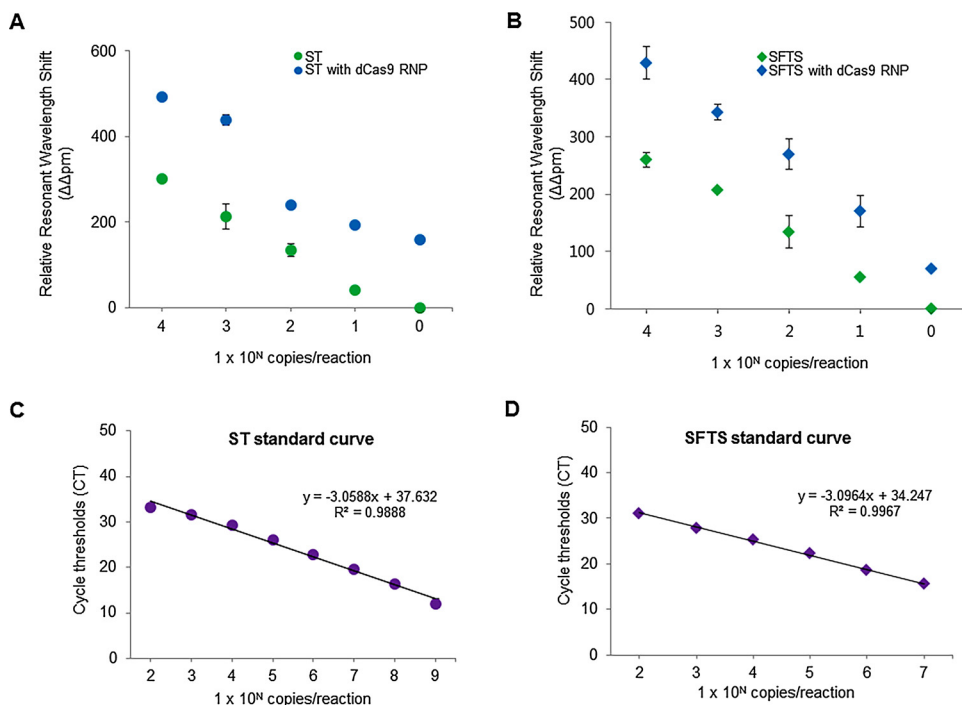 A
600
400
200
0
Relative Resonant Wavelength Shift
(ΔΔpm)
ST
ST with dCas9 RNP
4 3 2 1 0
1 x 10ᴺ copies/reaction
B
500
400
300
200
100
0
Relative Resonant Wavelength Shift
(ΔΔpm)
SFTS
SFTS with dCas9 RNP
4 3 2 1 0
1 x 10ᴺ copies/reaction
C
50
40
30
20
10
0
Cycle thresholds (CT)
ST standard curve
y = -3.0588x + 37.632
R² = 0.9888
2 3 4 5 6 7 8 9
1 x 10ᴺ copies/reaction
D
50
40
30
20
10
0
Cycle thresholds (CT)
SFTS standard curve
y = -3.0964x + 34.247
R² = 0.9967
2 3 4 5 6 7
1 x 10ᴺ copies/reaction